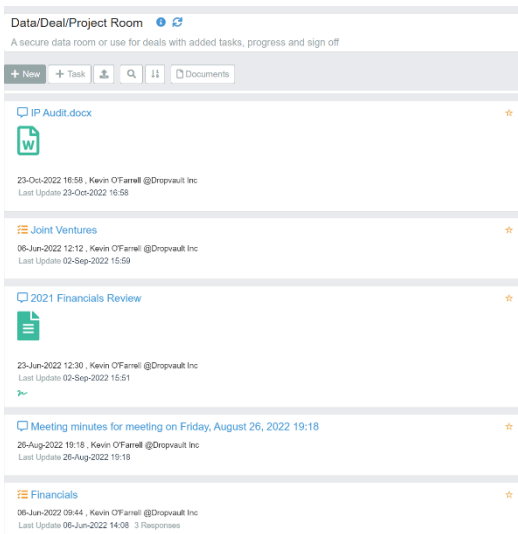 Data/Deal/Project Room
A secure data room or use for deals with added tasks, progress and sign off
+ New + Task Documents
IP Audit.docx
W
23-Oct-2022 16:58 , Kevin O'Farrell @Dropvault Inc
Last Update 23-Oct-2022 16:58
Joint Ventures
06-Jun-2022 12:12 , Kevin O'Farrell @Dropvault Inc
Last Update 02-Sep-2022 15:59
2021 Financials Review
23-Jun-2022 12:30 , Kevin O'Farrell @Dropvault Inc
Last Update 02-Sep-2022 15:51
Meeting minutes for meeting on Friday, August 26, 2022 19:18
26-Aug-2022 19:18 , Kevin O'Farrell @Dropvault Inc
Last Update 26-Aug-2022 19:18
Financials
06-Jun-2022 09:44 , Kevin O'Farrell @Dropvault Inc
Last Update 06-Jun-2022 14:08 3 Responses